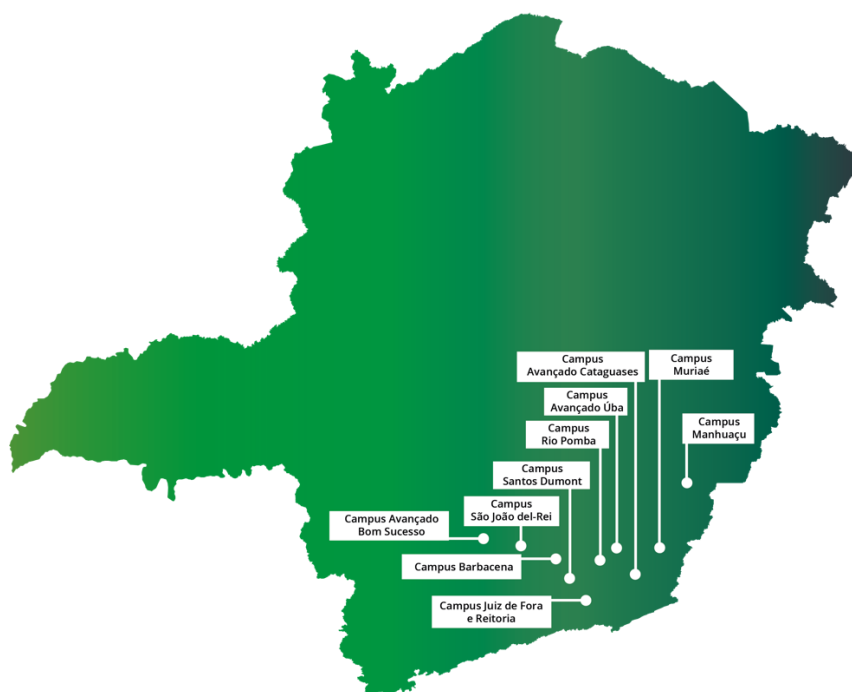 Campus
Avançado Cataguases
Campus
Muriaé
Campus
Avançado Úba
Campus
Rio Pomba
Campus
Manhuaçu
Campus
Santos Dumont
Campus
São João del-Rei
Campus Avançado
Bom Sucesso
Campus Barbacena
Campus Juiz de Fora
e Reitoria